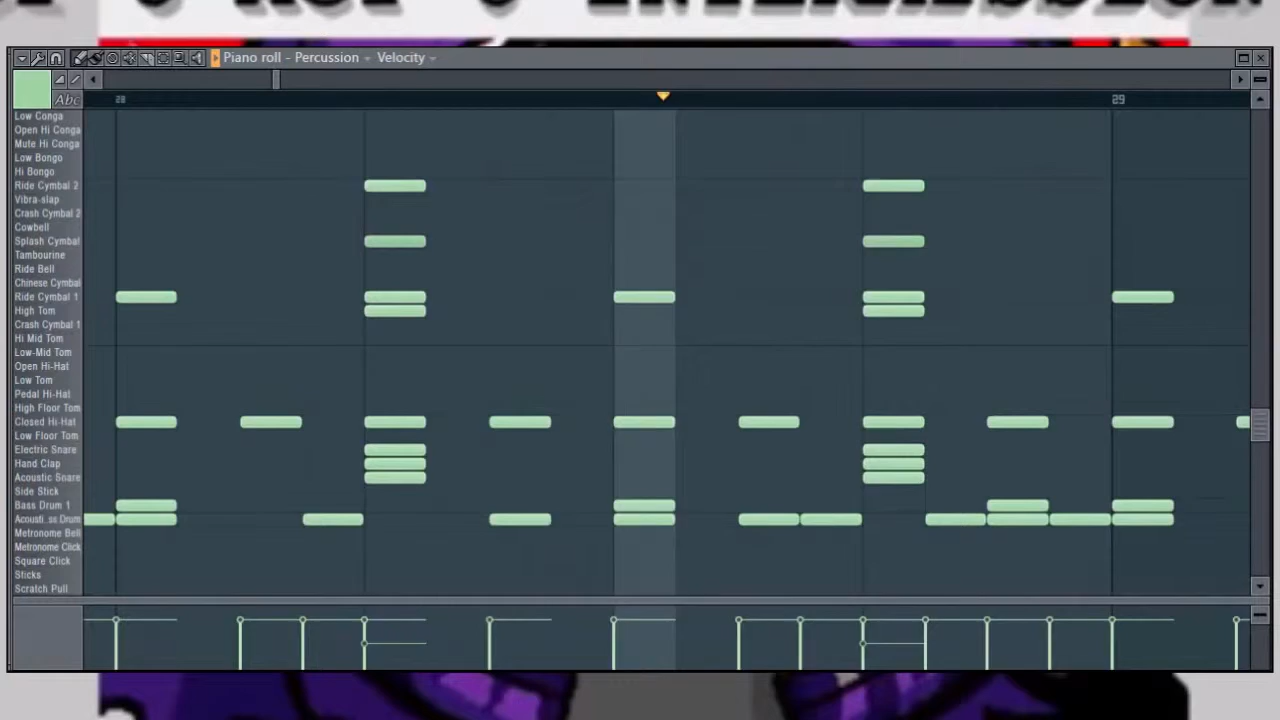 INTERMISSION
Piano roll - Percussion Velocity
Abc
28 29
Low Conga
Open Hi Conga
Mute Hi Conga
Low Bongo
Hi Bongo
Ride Cymbal 2
Vibra-slap
Crash Cymbal 2
Cowbell
Splash Cymbal
Tambourine
Ride Bell
Chinese Cymbal
Ride Cymbal 1
High Tom
Crash Cymbal 1
Hi Mid Tom
Low-Mid Tom
Open Hi-Hat
Low Tom
Pedal Hi-Hat
High Floor Tom
Closed Hi-Hat
Low Floor Tom
Electric Snare
Hand Clap
Acoustic Snare
Side Stick
Bass Drum 1
Acousti..ss Drum
Metronome Bell
Metronome Click
Square Click
Sticks
Scratch Pull